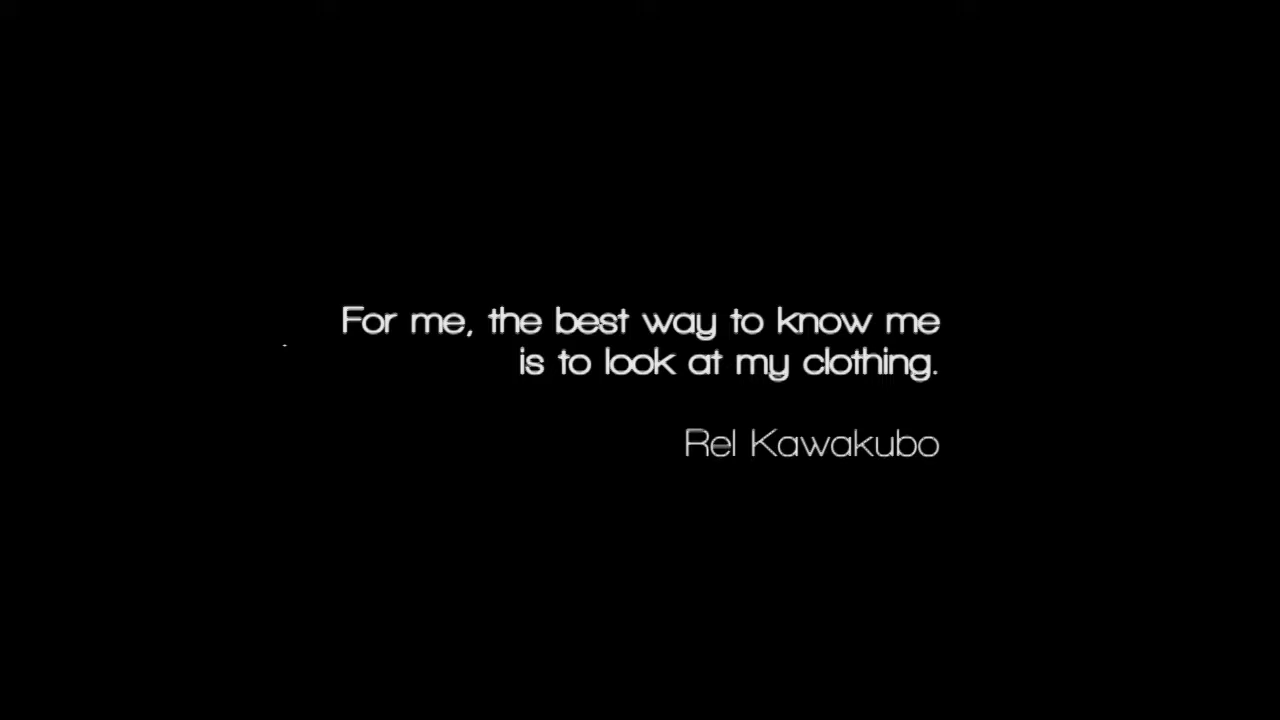 For me, the best way to know me
is to look at my clothing.
Rel Kawakubo